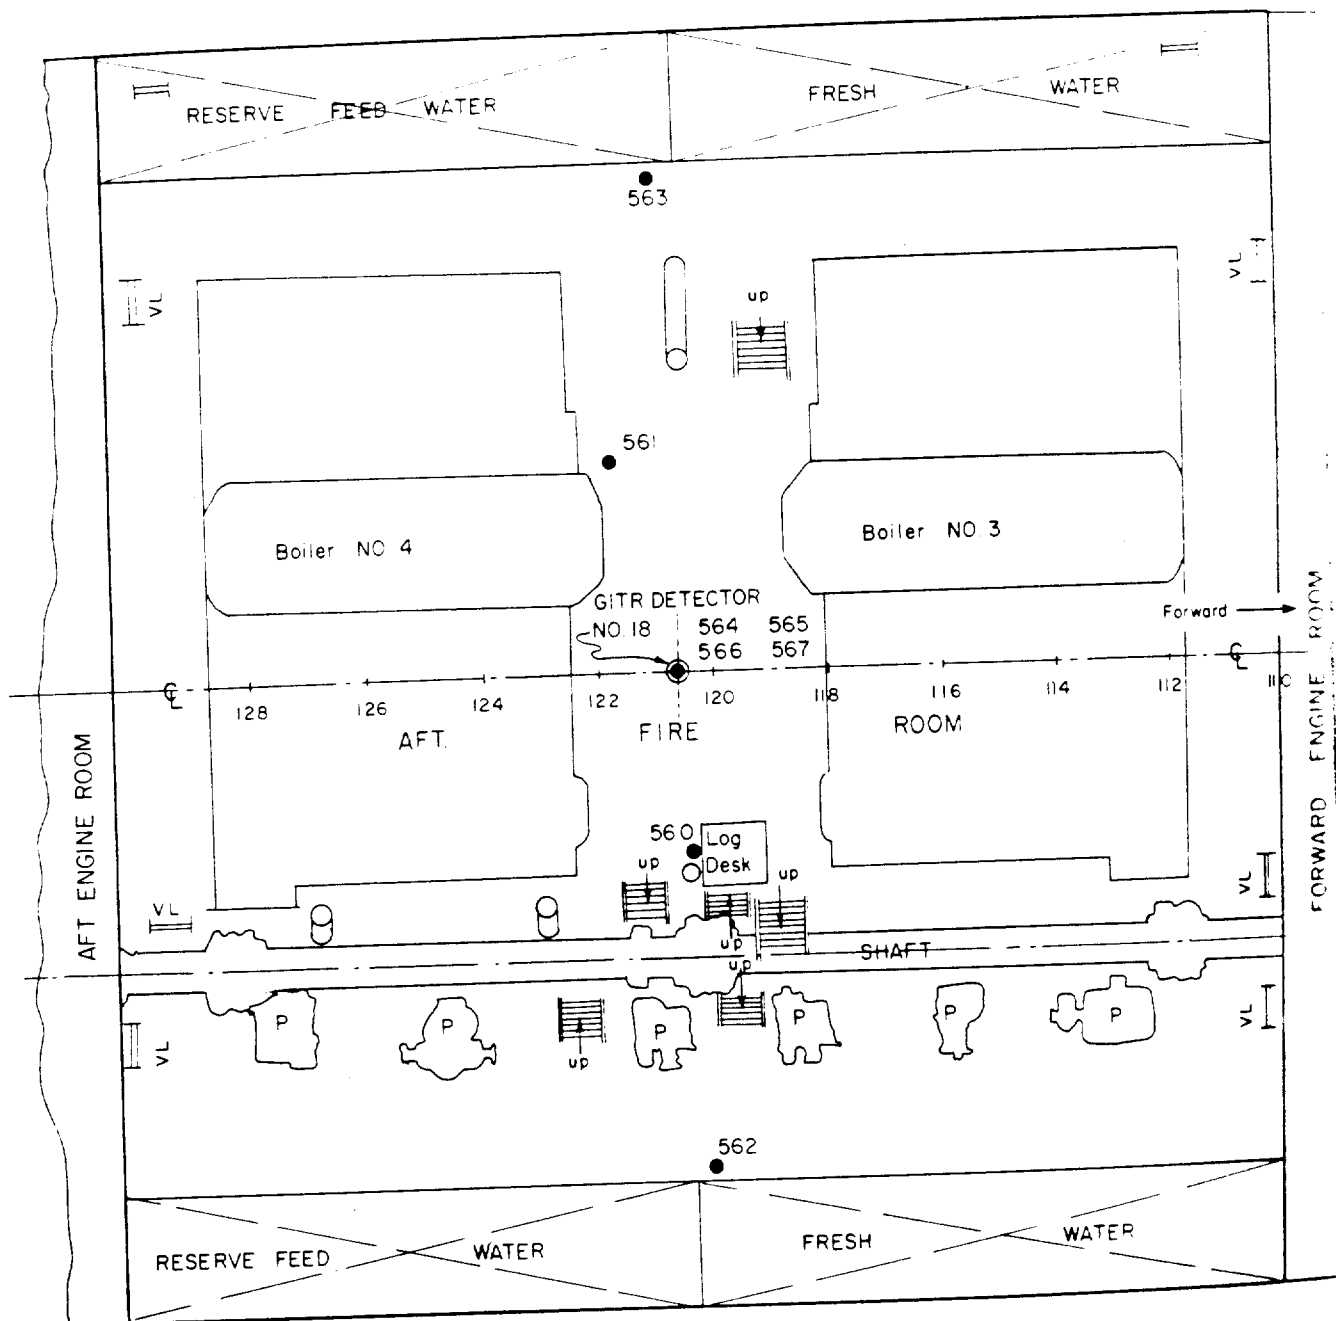 RESERVE FEED WATER
FRESH WATER
563
VL
VL
up
561
Boiler NO. 4
Boiler NO. 3
GITR DETECTOR
NO. 18
564 565
566 567
Forward
℄
℄
128 126 124 122 120 118 116 114 112 110
AFT. FIRE ROOM
AFT ENGINE ROOM
FORWARD ENGINE ROOM
560
Log
Desk
up
up
VL
VL
up
SHAFT
up
P
P
P
P
P
P
VL
VL
up
562
RESERVE FEED WATER
FRESH WATER